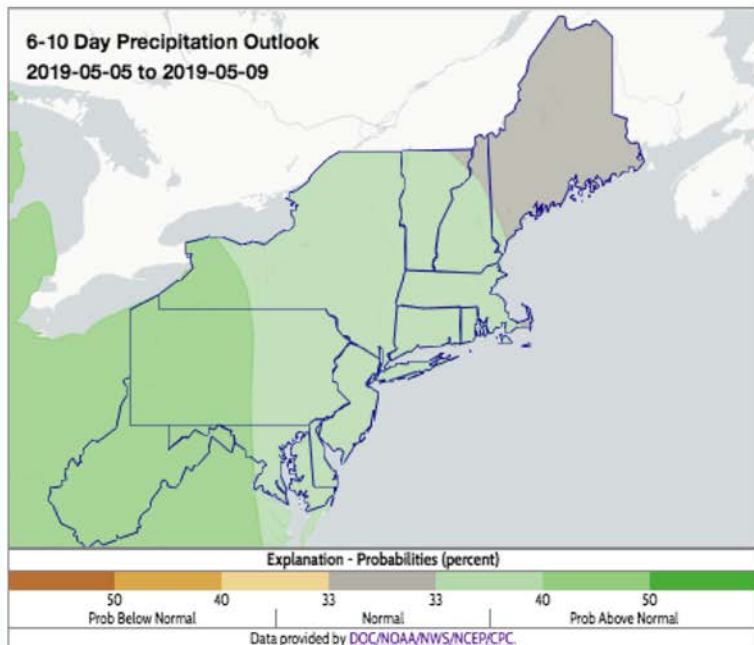 6-10 Day Precipitation Outlook
2019-05-05 to 2019-05-09
Explanation - Probabilities (percent)
50 40 33 33 40 50
Prob Below Normal Normal Prob Above Normal
Data provided by DOC/NOAA/NWS/NCEP/CPC.